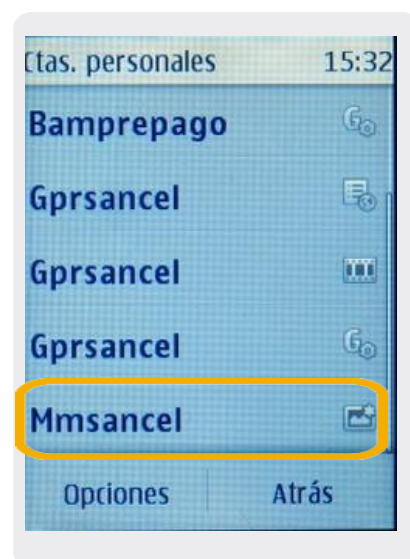 Ctas. personales 15:32
Bamprepago
Gprsancel
Gprsancel
Gprsancel
Mmsancel
Opciones Atrás